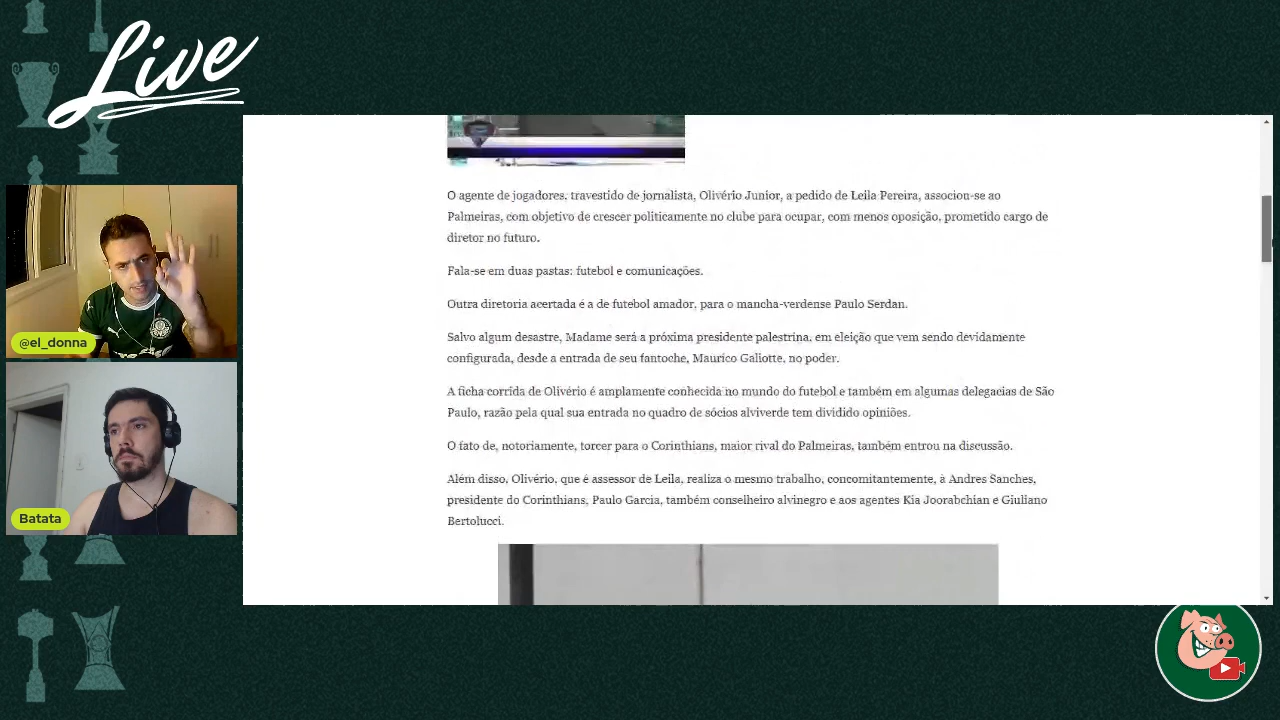 Live
O agente de jogadores, travestido de jornalista, Olivério Junior, a pedido de Leila Pereira, associou-se ao
Palmeiras, com objetivo de crescer politicamente no clube para ocupar, com menos oposição, prometido cargo de
diretor no futuro.
Fala-se em duas pastas: futebol e comunicações.
Outra diretoria acertada é a de futebol amador, para o mancha-verdense Paulo Serdan.
Salvo algum desastre, Madame será a próxima presidente palestrina, em eleição que vem sendo devidamente
configurada, desde a entrada de seu fantoche, Maurico Galiotte, no poder.
A ficha corrida de Olivério é amplamente conhecida no mundo do futebol e também em algumas delegacias de São
Paulo, razão pela qual sua entrada no quadro de sócios alviverde tem dividido opiniões.
O fato de, notoriamente, torcer para o Corinthians, maior rival do Palmeiras, também entrou na discussão.
Além disso, Olivério, que é assessor de Leila, realiza o mesmo trabalho, concomitantemente, à Andres Sanches,
presidente do Corinthians, Paulo Garcia, também conselheiro alvinegro e aos agentes Kia Joorabchian e Giuliano
Bertolucci.
@el_donna
Batata